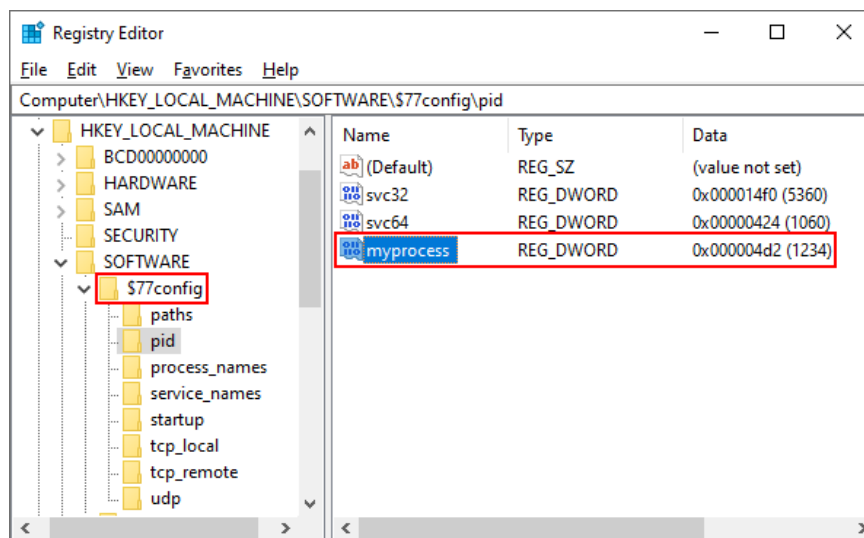 Registry Editor
File Edit View Favorites Help
Computer\HKEY_LOCAL_MACHINE\SOFTWARE\$77config\pid
HKEY_LOCAL_MACHINE
BCD00000000
HARDWARE
SAM
SECURITY
SOFTWARE
$77config
paths
pid
process_names
service_names
startup
tcp_local
tcp_remote
udp
Name Type Data
ab (Default) REG_SZ (value not set)
svc32 REG_DWORD 0x000014f0 (5360)
svc64 REG_DWORD 0x00000424 (1060)
myprocess REG_DWORD 0x000004d2 (1234)